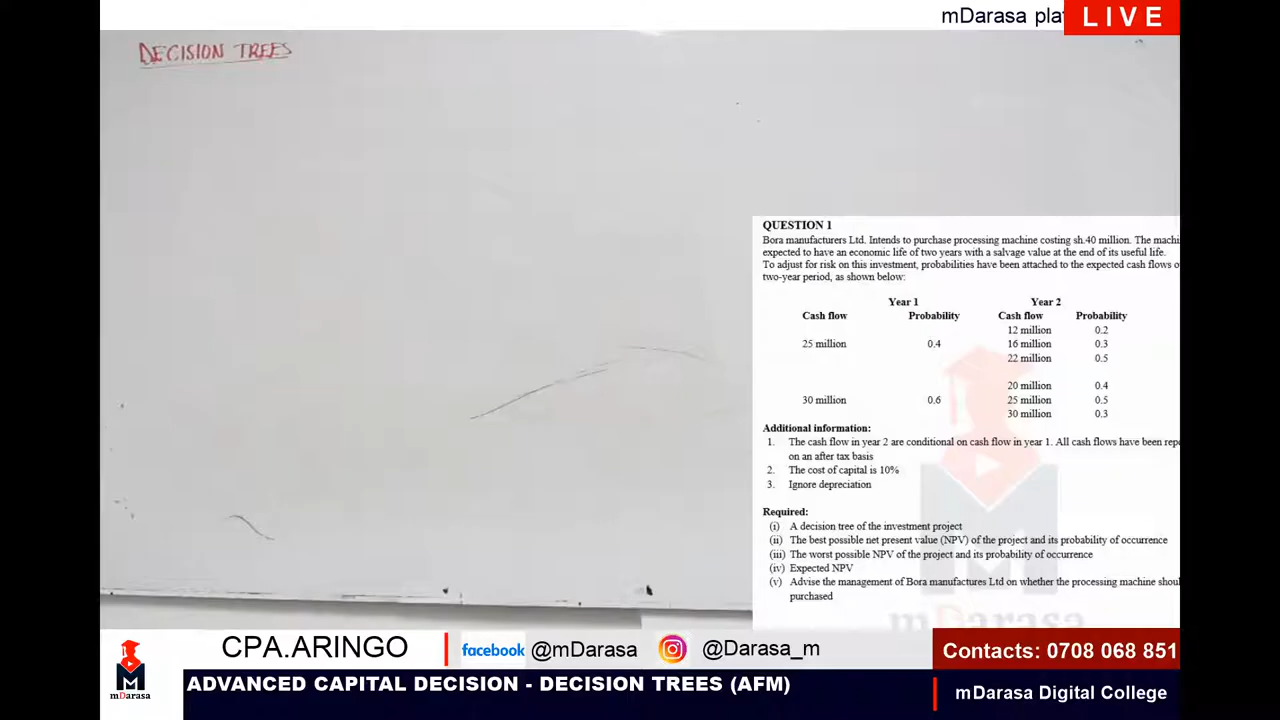 mDarasa plat
LIVE
DECISION TREES
QUESTION 1
Bora manufacturers Ltd. Intends to purchase processing machine costing sh.40 million. The machi
expected to have an economic life of two years with a salvage value at the end of its useful life.
To adjust for risk on this investment, probabilities have been attached to the expected cash flows o
two-year period, as shown below:
Year 1 Year 2
Cash flow Probability Cash flow Probability
12 million 0.2
25 million 0.4 16 million 0.3
22 million 0.5
20 million 0.4
30 million 0.6 25 million 0.5
30 million 0.3
Additional information:
1. The cash flow in year 2 are conditional on cash flow in year 1. All cash flows have been repo
on an after tax basis
2. The cost of capital is 10%
3. Ignore depreciation
Required:
(i) A decision tree of the investment project
(ii) The best possible net present value (NPV) of the project and its probability of occurrence
(iii) The worst possible NPV of the project and its probability of occurrence
(iv) Expected NPV
(v) Advise the management of Bora manufactures Ltd on whether the processing machine shoul
purchased
mDarasa
CPA.ARINGO
facebook @mDarasa
@Darasa_m
Contacts: 0708 068 851
mDarasa
ADVANCED CAPITAL DECISION - DECISION TREES (AFM)
mDarasa Digital College